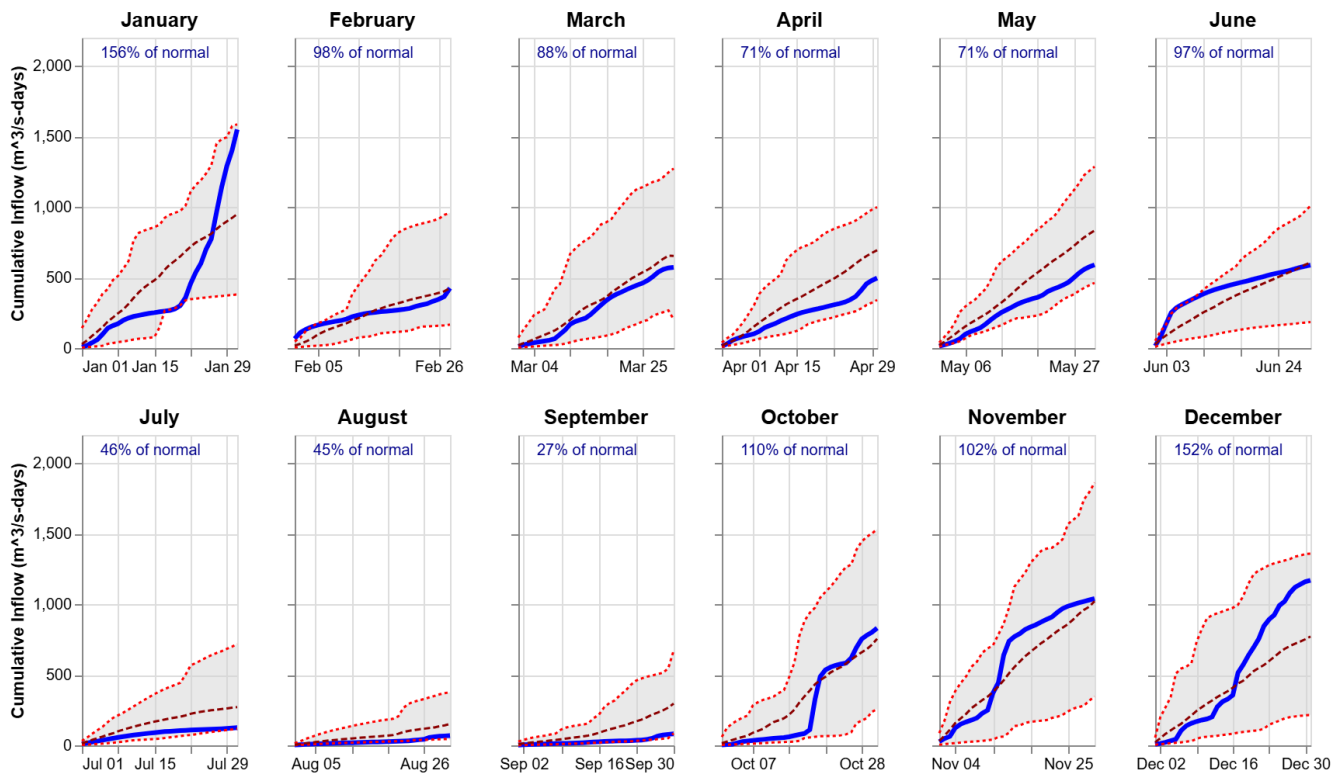 January February March April May June
156% of normal 98% of normal 88% of normal 71% of normal 71% of normal 97% of normal
Cumulative Inflow (m^3/s-days)
2,000
1,500
1,000
500
0
Jan 01 Jan 15 Jan 29 Feb 05 Feb 26 Mar 04 Mar 25 Apr 01 Apr 15 Apr 29 May 06 May 27 Jun 03 Jun 24
July August September October November December
46% of normal 45% of normal 27% of normal 110% of normal 102% of normal 152% of normal
Cumulative Inflow (m^3/s-days)
2,000
1,500
1,000
500
0
Jul 01 Jul 15 Jul 29 Aug 05 Aug 26 Sep 02 Sep 16 Sep 30 Oct 07 Oct 28 Nov 04 Nov 25 Dec 02 Dec 16 Dec 30